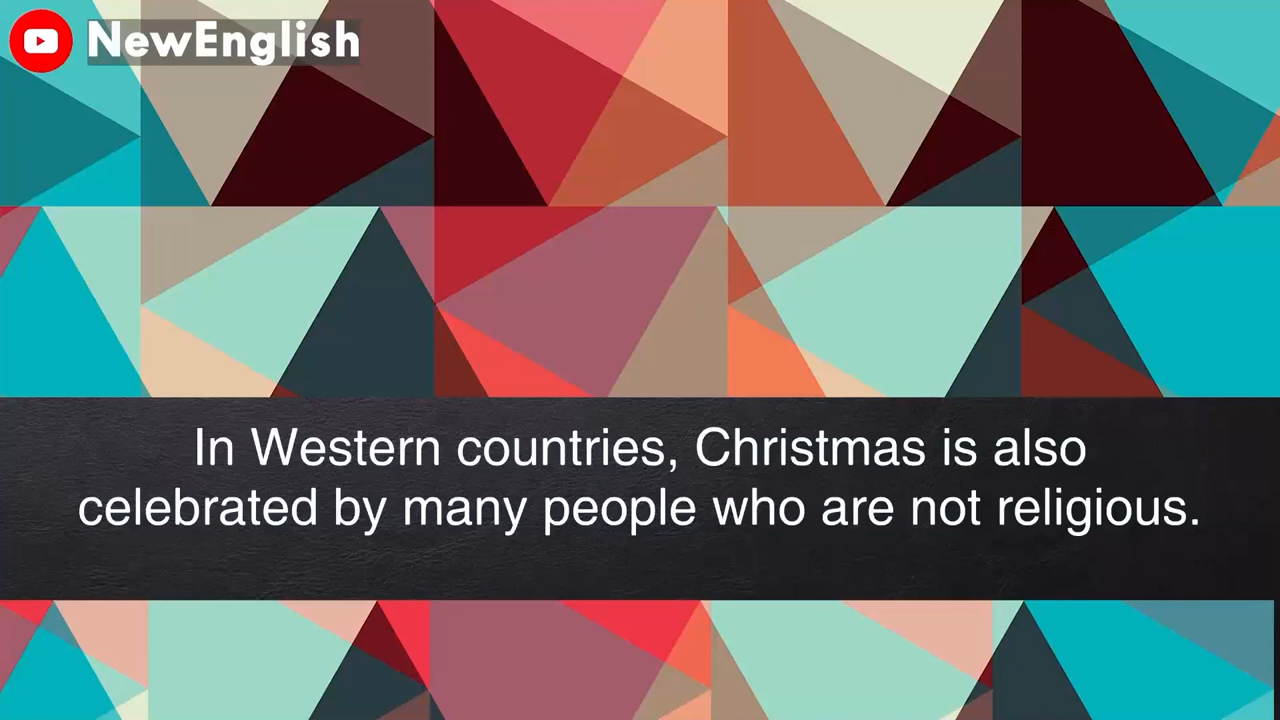 NewEnglish
In Western countries, Christmas is also
celebrated by many people who are not religious.